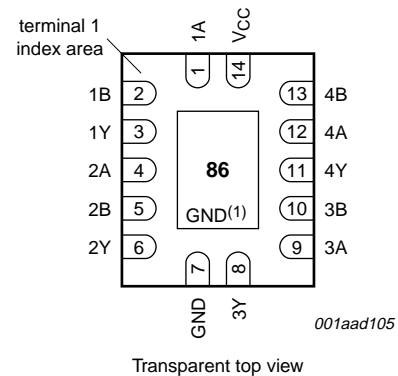 terminal 1
index area
1A
VCC
1
14
1B 2 13 4B
1Y 3 12 4A
2A 4 86 11 4Y
2B 5 GND(1) 10 3B
2Y 6 9 3A
7
8
GND
3Y
001aad105
Transparent top view